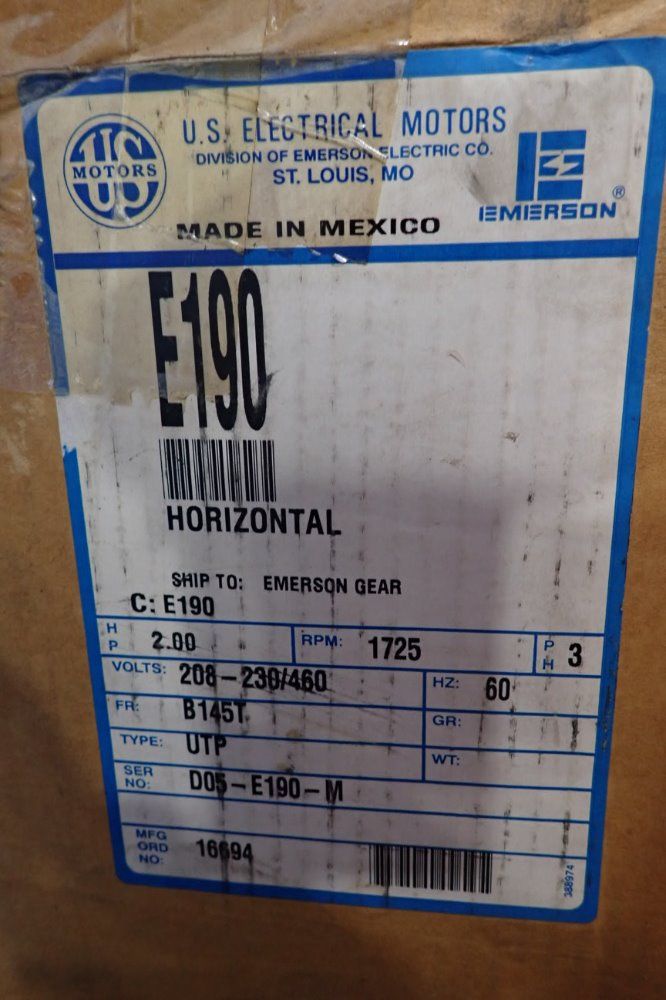 U.S. ELECTRICAL MOTORS
DIVISION OF EMERSON ELECTRIC CO.
ST. LOUIS, MO
US
MOTORS
EMERSON ®
MADE IN MEXICO
E190
HORIZONTAL
SHIP TO: EMERSON GEAR
C: E190
HP 2.00 RPM: 1725 PH 3
VOLTS: 208-230/460 HZ: 60
FR: B145T GR:
TYPE: UTP WT:
SER NO: D05-E190-M
MFG ORD NO: 16694
388974